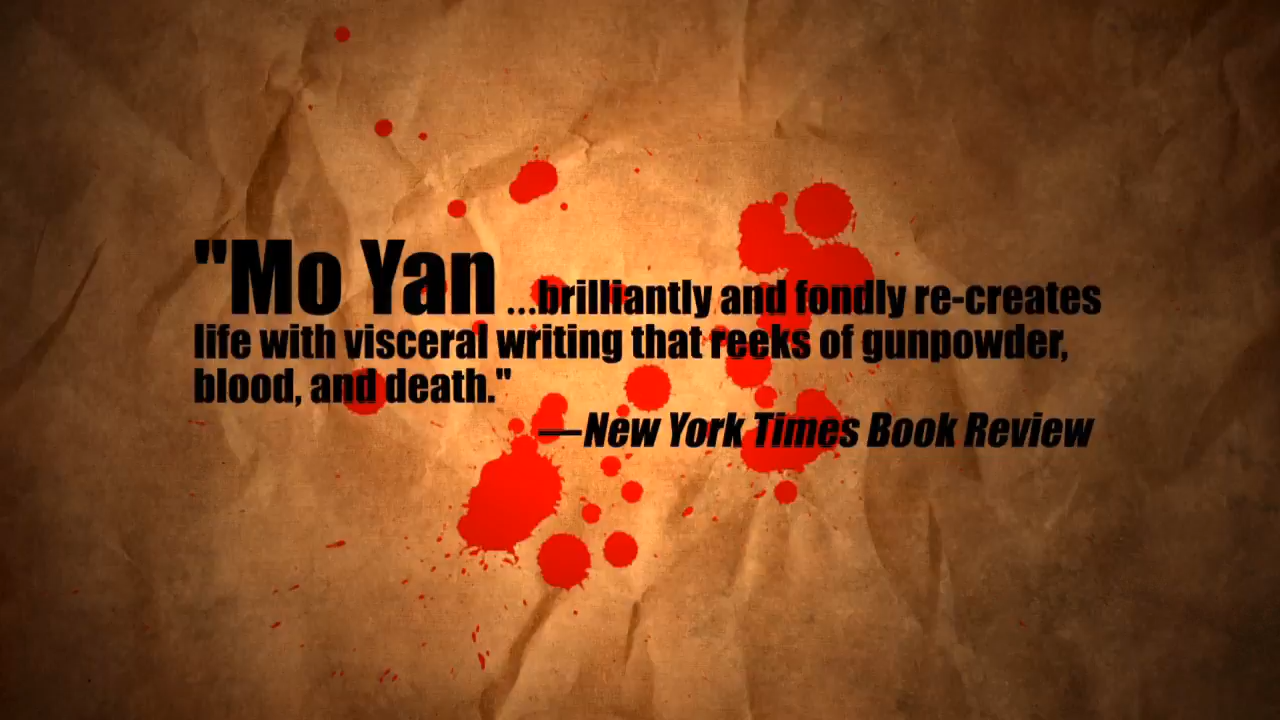 "Mo Yan ...brilliantly and fondly re-creates
life with visceral writing that reeks of gunpowder,
blood, and death."
—New York Times Book Review